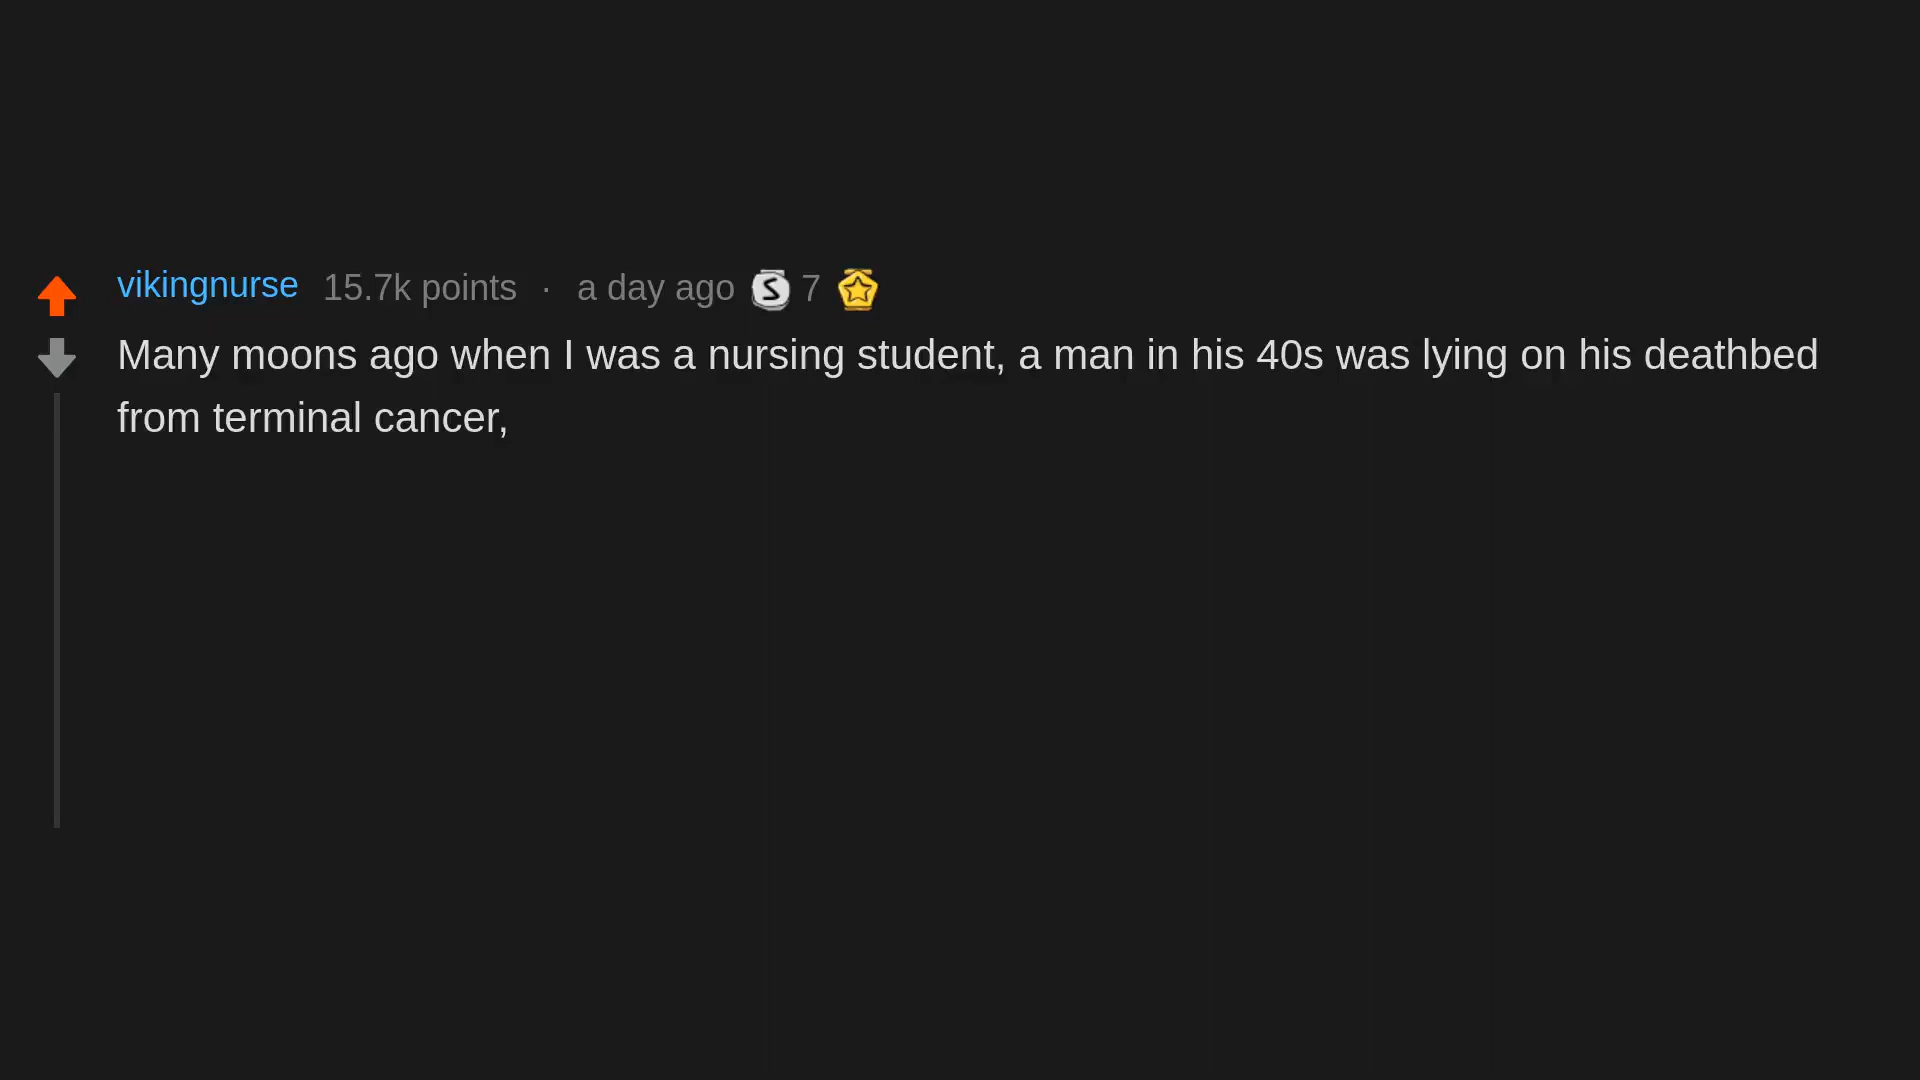 vikingnurse 15.7k points · a day ago S 7
Many moons ago when I was a nursing student, a man in his 40s was lying on his deathbed
from terminal cancer,